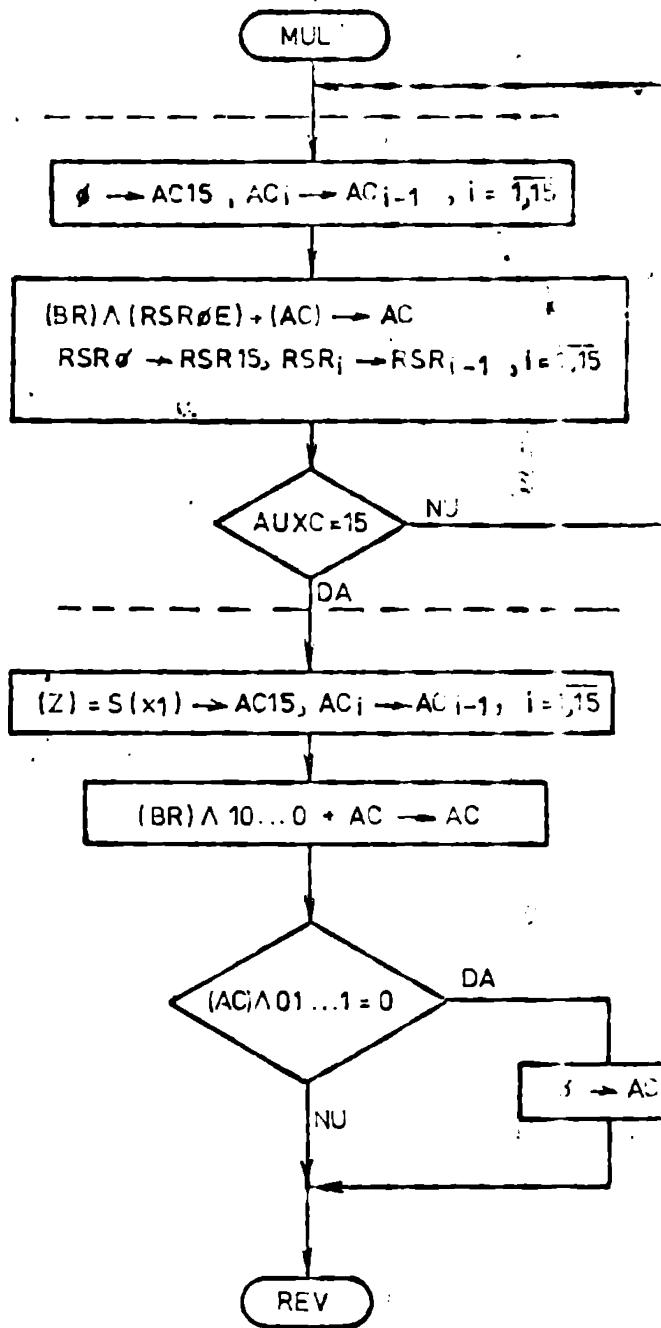 MUL
ø → AC15 , ACi → ACi-1 , i = 1,15
(BR) ∧ (RSRøE) + (AC) → AC
RSRø → RSR15, RSRi → RSRi-1 , i = 1,15
AUXC = 15
NU
DA
(Z) = S(x1) → AC15, ACi → ACi-1, i = 1,15
(BR) ∧ 10...0 + AC → AC
(AC) ∧ 01...1 = 0
DA
→ AC
NU
REV